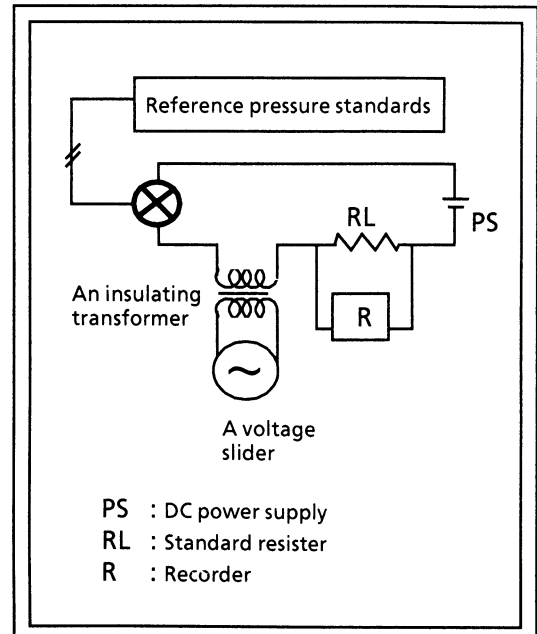 Reference pressure standards
RL
PS
An insulating
transformer
R
~
A voltage
slider
PS : DC power supply
RL : Standard resister
R : Recorder